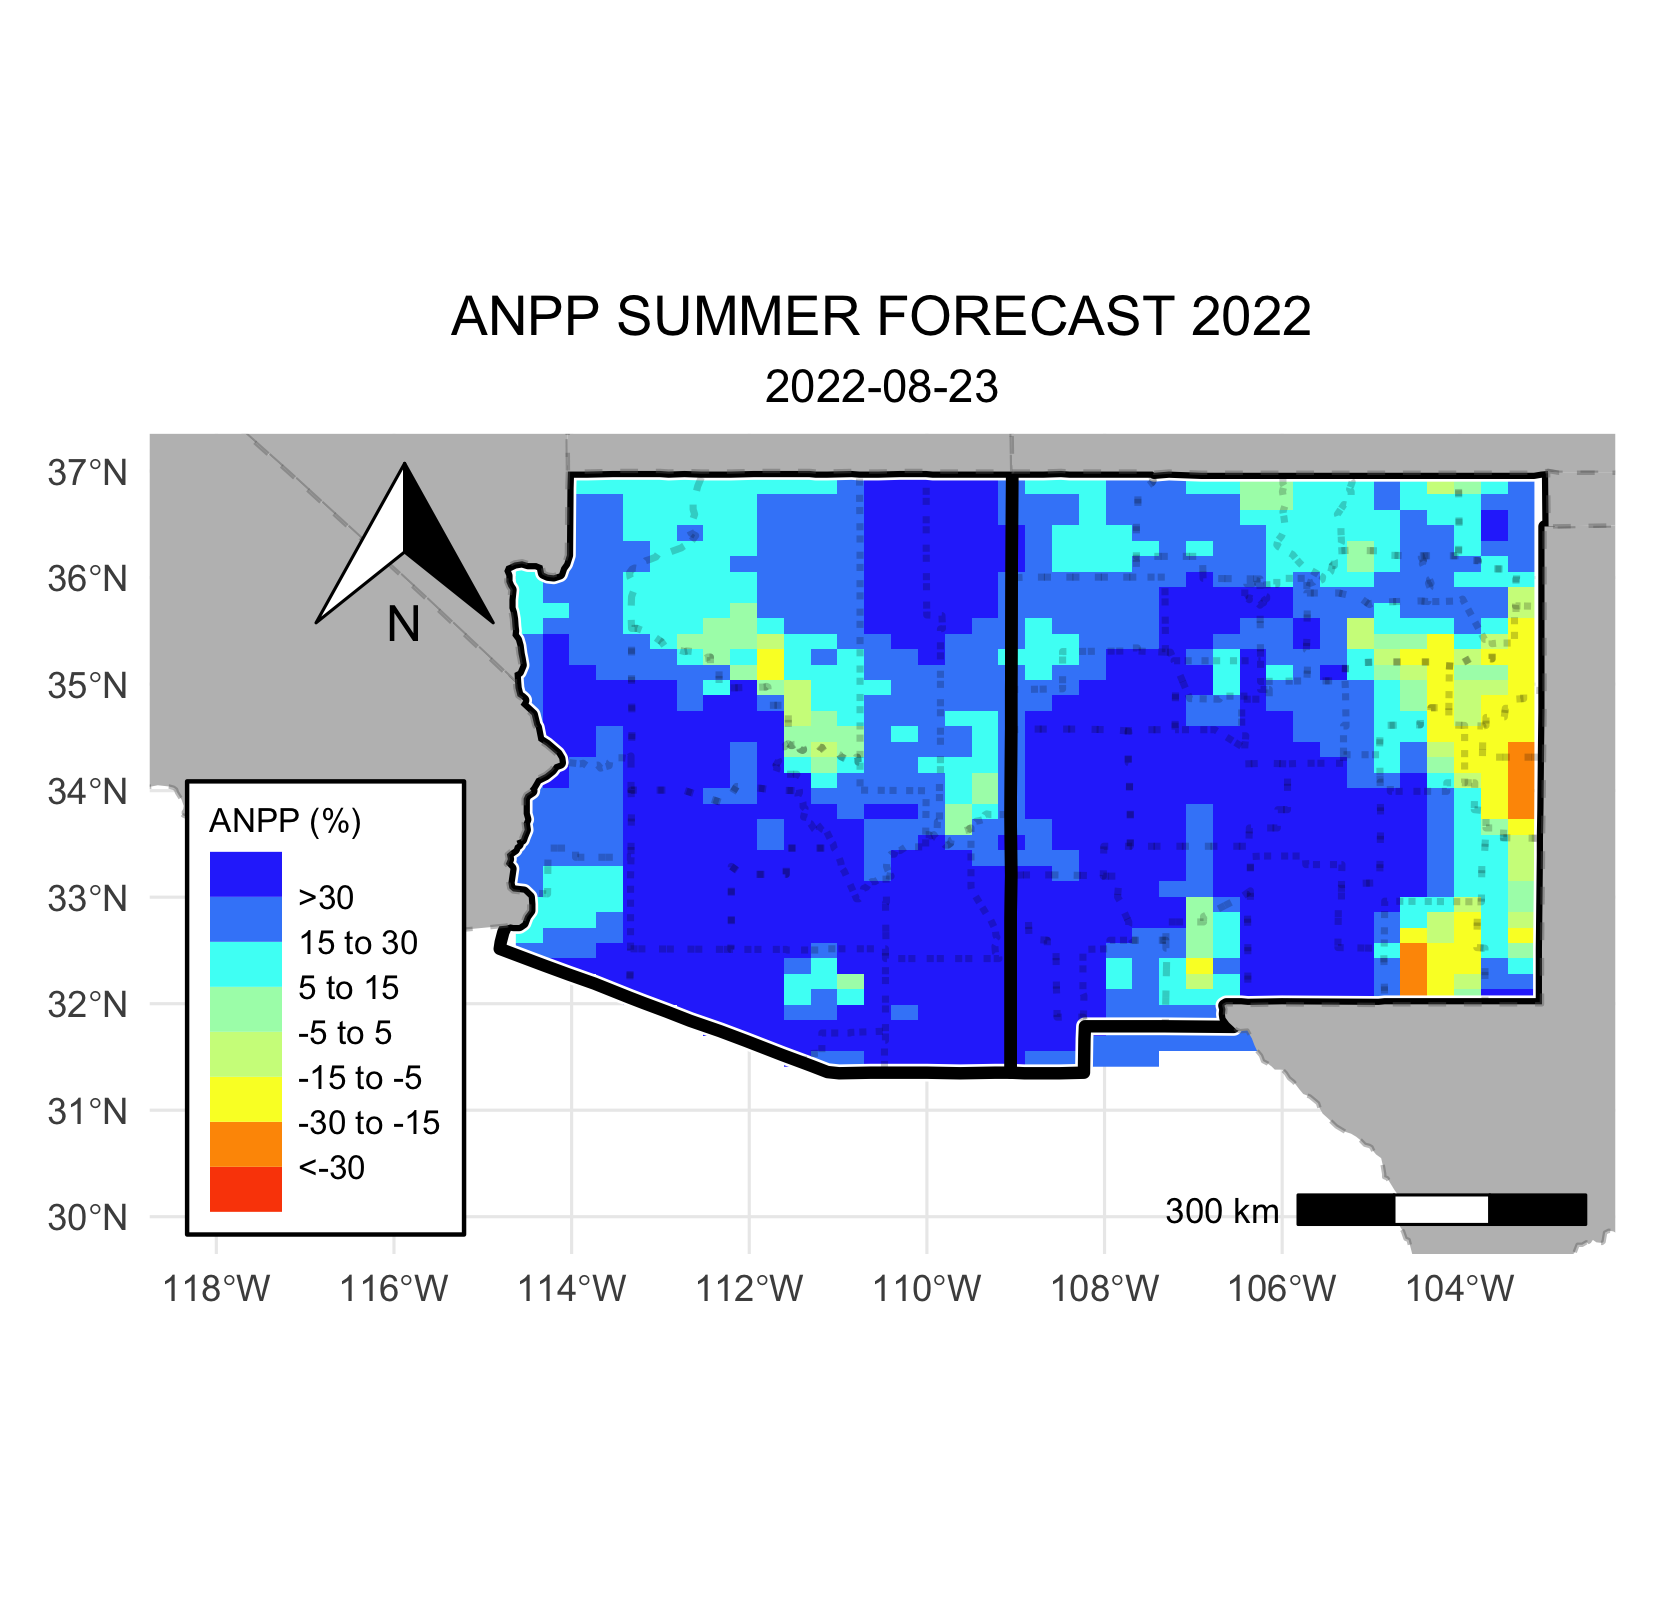 ANPP SUMMER FORECAST 2022
2022-08-23
37°N
36°N
35°N
34°N
33°N
32°N
31°N
30°N
N
ANPP (%)
>30
15 to 30
5 to 15
-5 to 5
-15 to -5
-30 to -15
<-30
300 km
118°W
116°W
114°W
112°W
110°W
108°W
106°W
104°W